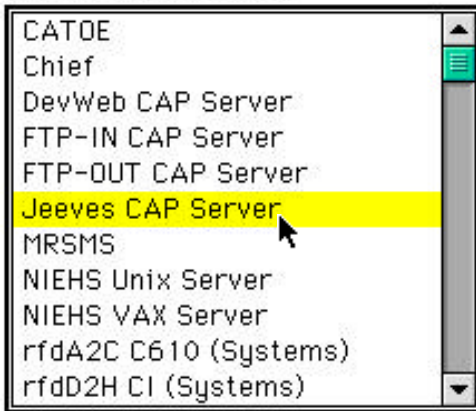 CATOE
Chief
DevWeb CAP Server
FTP-IN CAP Server
FTP-OUT CAP Server
Jeeves CAP Server
MRSMS
NIEHS Unix Server
NIEHS VAX Server
rfdA2C C610 (Systems)
rfdD2H CI (Systems)